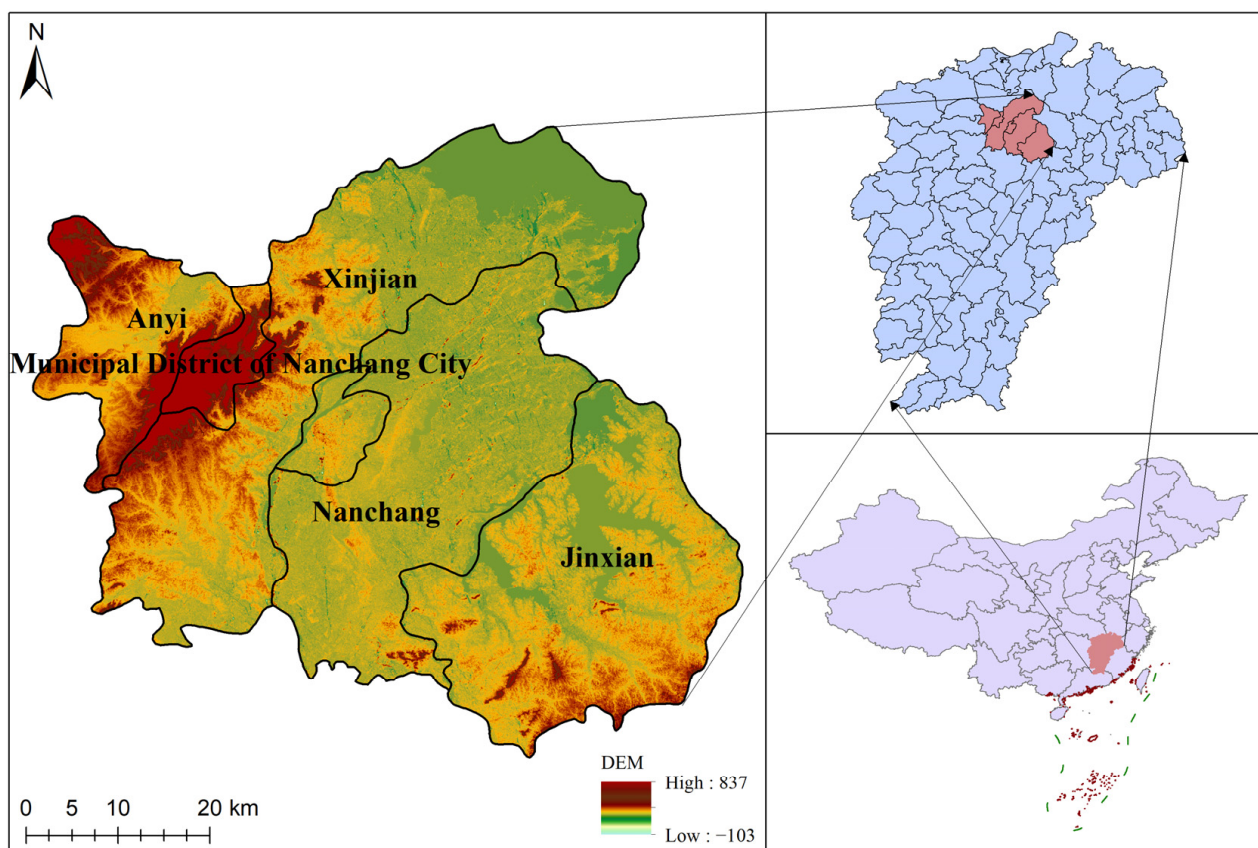 N
Xinjian
Anyi
Municipal District of Nanchang City
Nanchang
Jinxian
DEM
High : 837
Low : −103
0 5 10 20 km